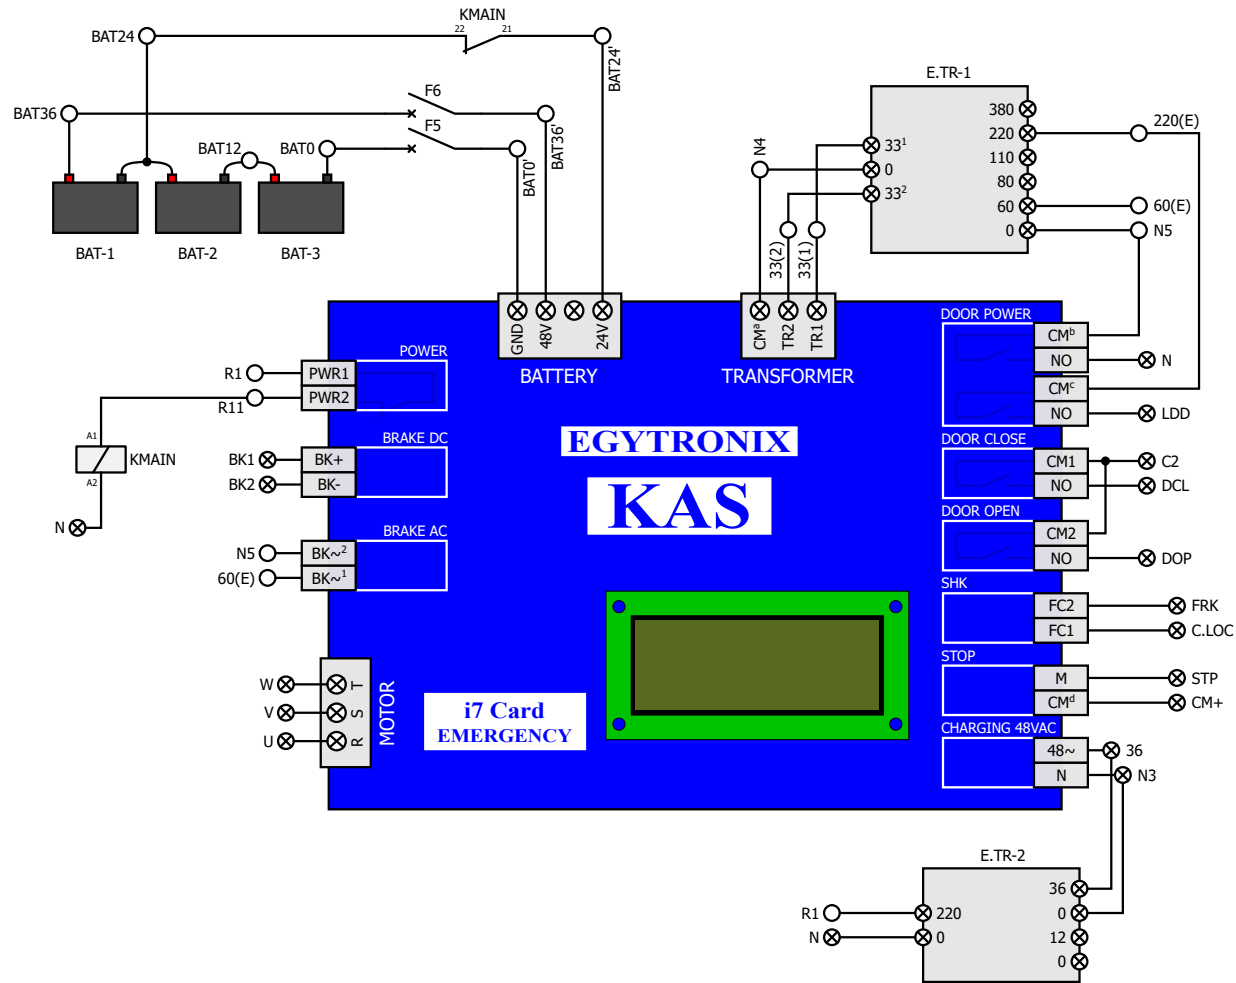 KMAIN
22 21
BAT24
BAT24'
F6
BAT36
BAT36'
F5
BAT12
BAT0
BAT0'
BAT-1
BAT-2
BAT-3
E.TR-1
380
220
110
80
60
0
33¹
0
33²
N4
33(2)
33(1)
220(E)
60(E)
N5
GND
48V
24V
BATTERY
CMª
TR2
TR1
TRANSFORMER
POWER
R1
PWR1
R11
PWR2
A1
KMAIN
A2
N
BRAKE DC
BK1
BK+
BK2
BK-
BRAKE AC
N5
BK~²
60(E)
BK~¹
W
T
V
S
U
R
MOTOR
EGYTRONIX
KAS
i7 Card
EMERGENCY
DOOR POWER
CMᵇ
NO
N
CMᶜ
NO
LDD
DOOR CLOSE
CM1
C2
NO
DCL
DOOR OPEN
CM2
NO
DOP
SHK
FC2
FRK
FC1
C.LOC
STOP
M
STP
CMᵈ
CM+
CHARGING 48VAC
48~
36
N
N3
E.TR-2
R1
220
N
0
36
0
12
0